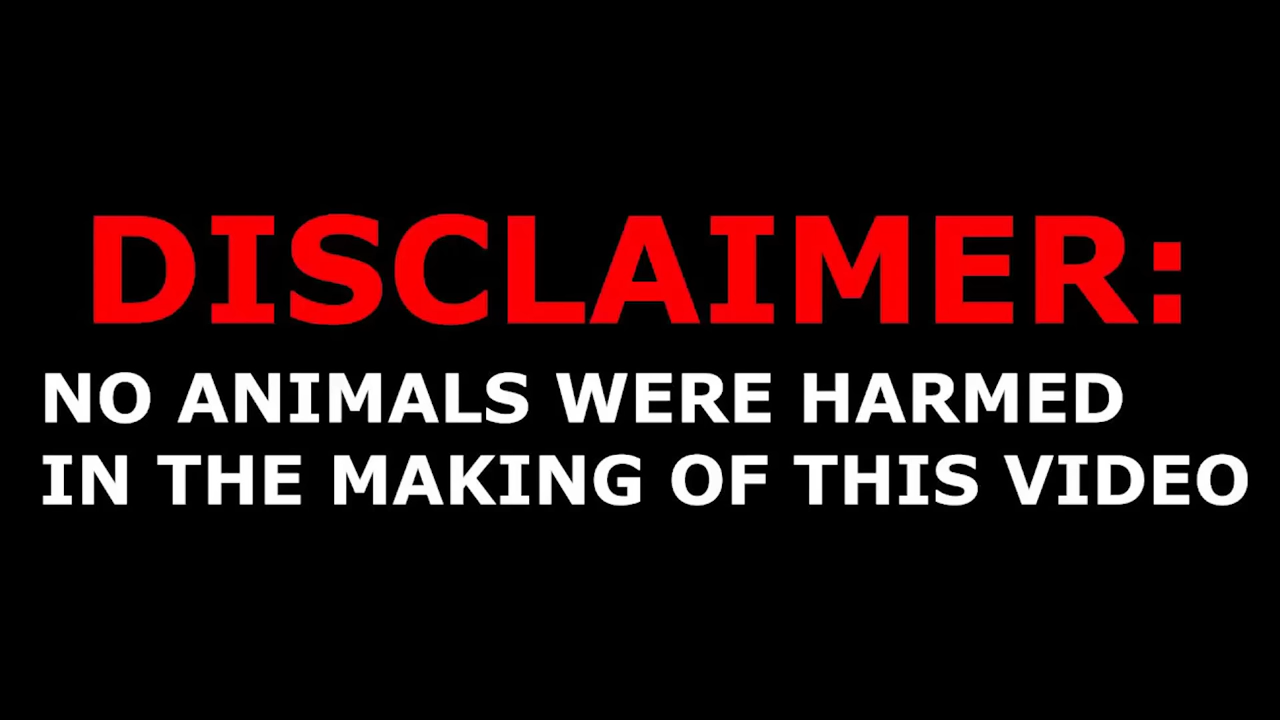 DISCLAIMER:
NO ANIMALS WERE HARMED
IN THE MAKING OF THIS VIDEO